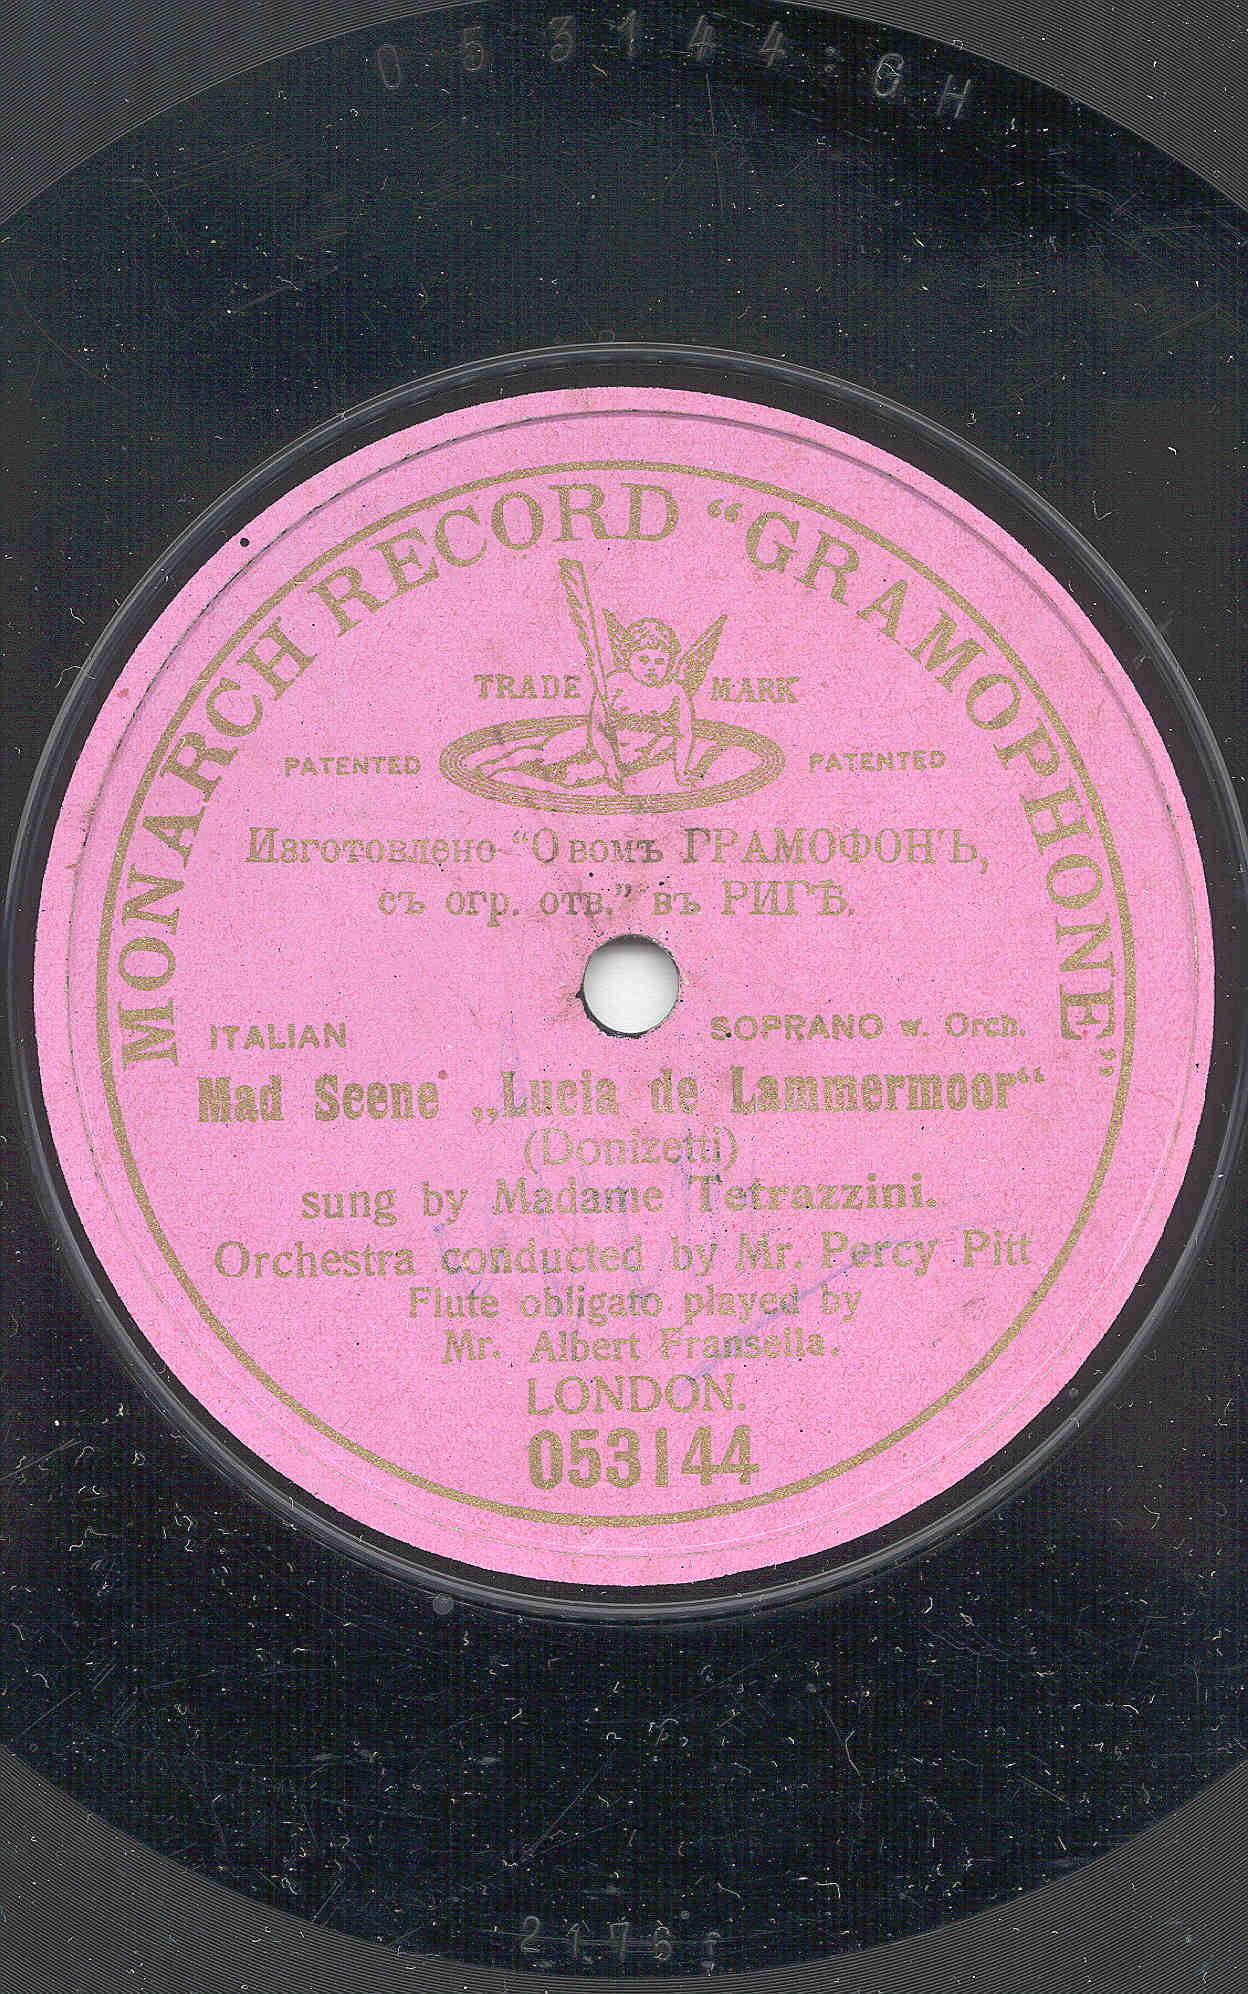 053144:GH
MONARCH RECORD “GRAMOPHONE”
TRADE MARK
PATENTED PATENTED
Изготовлено “О вомъ ГРАМОФОНЪ,
съ огр. отв.” въ РИГѢ.
ITALIAN SOPRANO w. Orch.
Mad Scene „Lucia de Lammermoor“
(Donizetti)
sung by Madame Tetrazzini.
Orchestra conducted by Mr. Percy Pitt
Flute obligato played by
Mr. Albert Fransella.
LONDON.
053144
2176 f